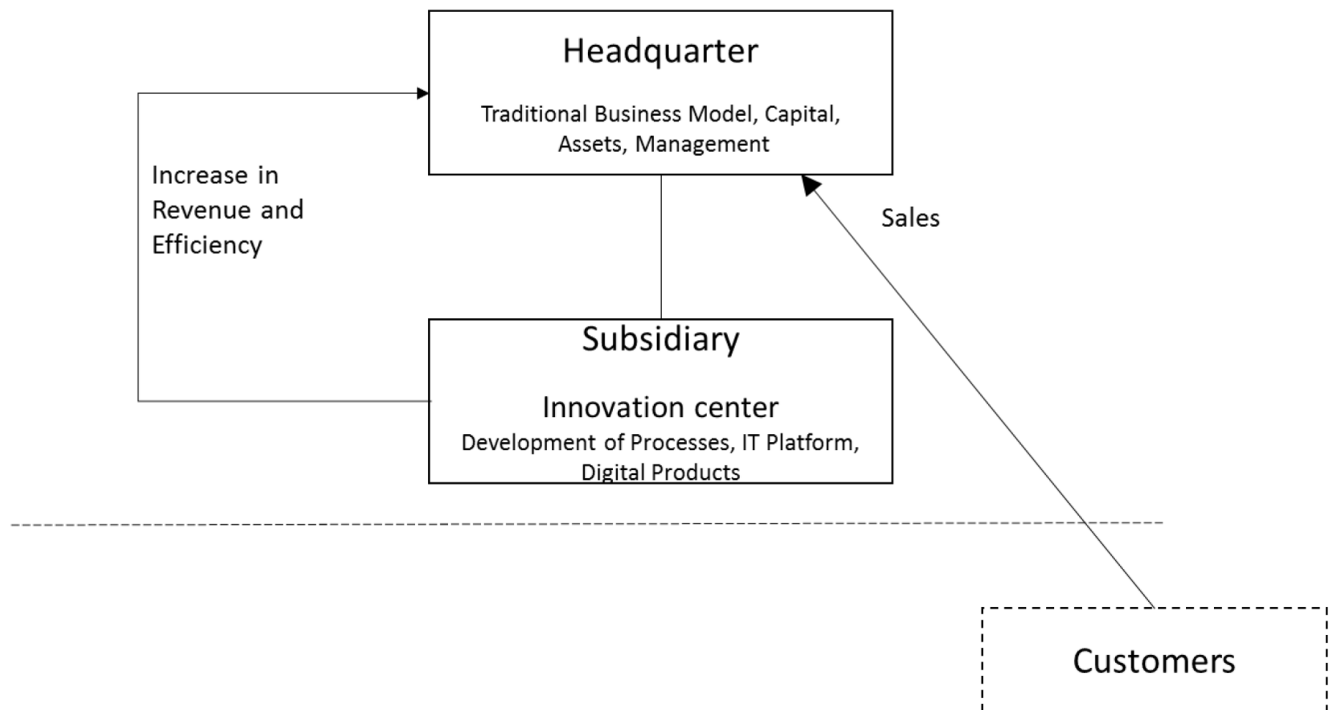 Headquarter
Traditional Business Model, Capital,
Assets, Management
Increase in
Revenue and
Efficiency
Sales
Subsidiary
Innovation center
Development of Processes, IT Platform,
Digital Products
Customers